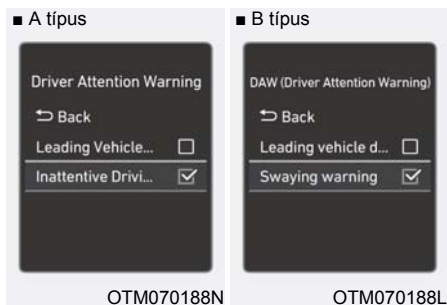 ■ A típus
Driver Attention Warning
Back
Leading Vehicle...
Inattentive Drivi...
OTM070188N
■ B típus
DAW (Driver Attention Warning)
Back
Leading vehicle d...
Swaying warning
OTM070188L